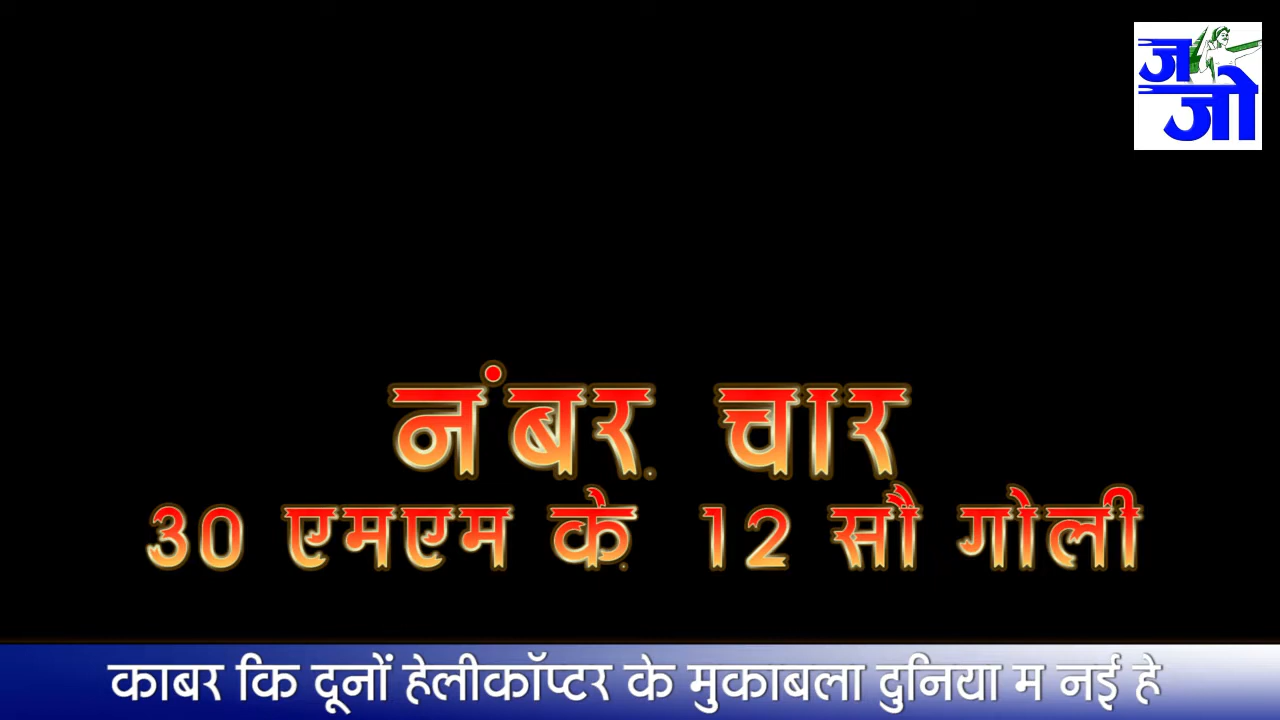 ज
जो
नंबर चार
30 एमएम के 12 सौ गोली
काबर कि दूनों हेलीकॉप्टर के मुकाबला दुनिया म नई हे